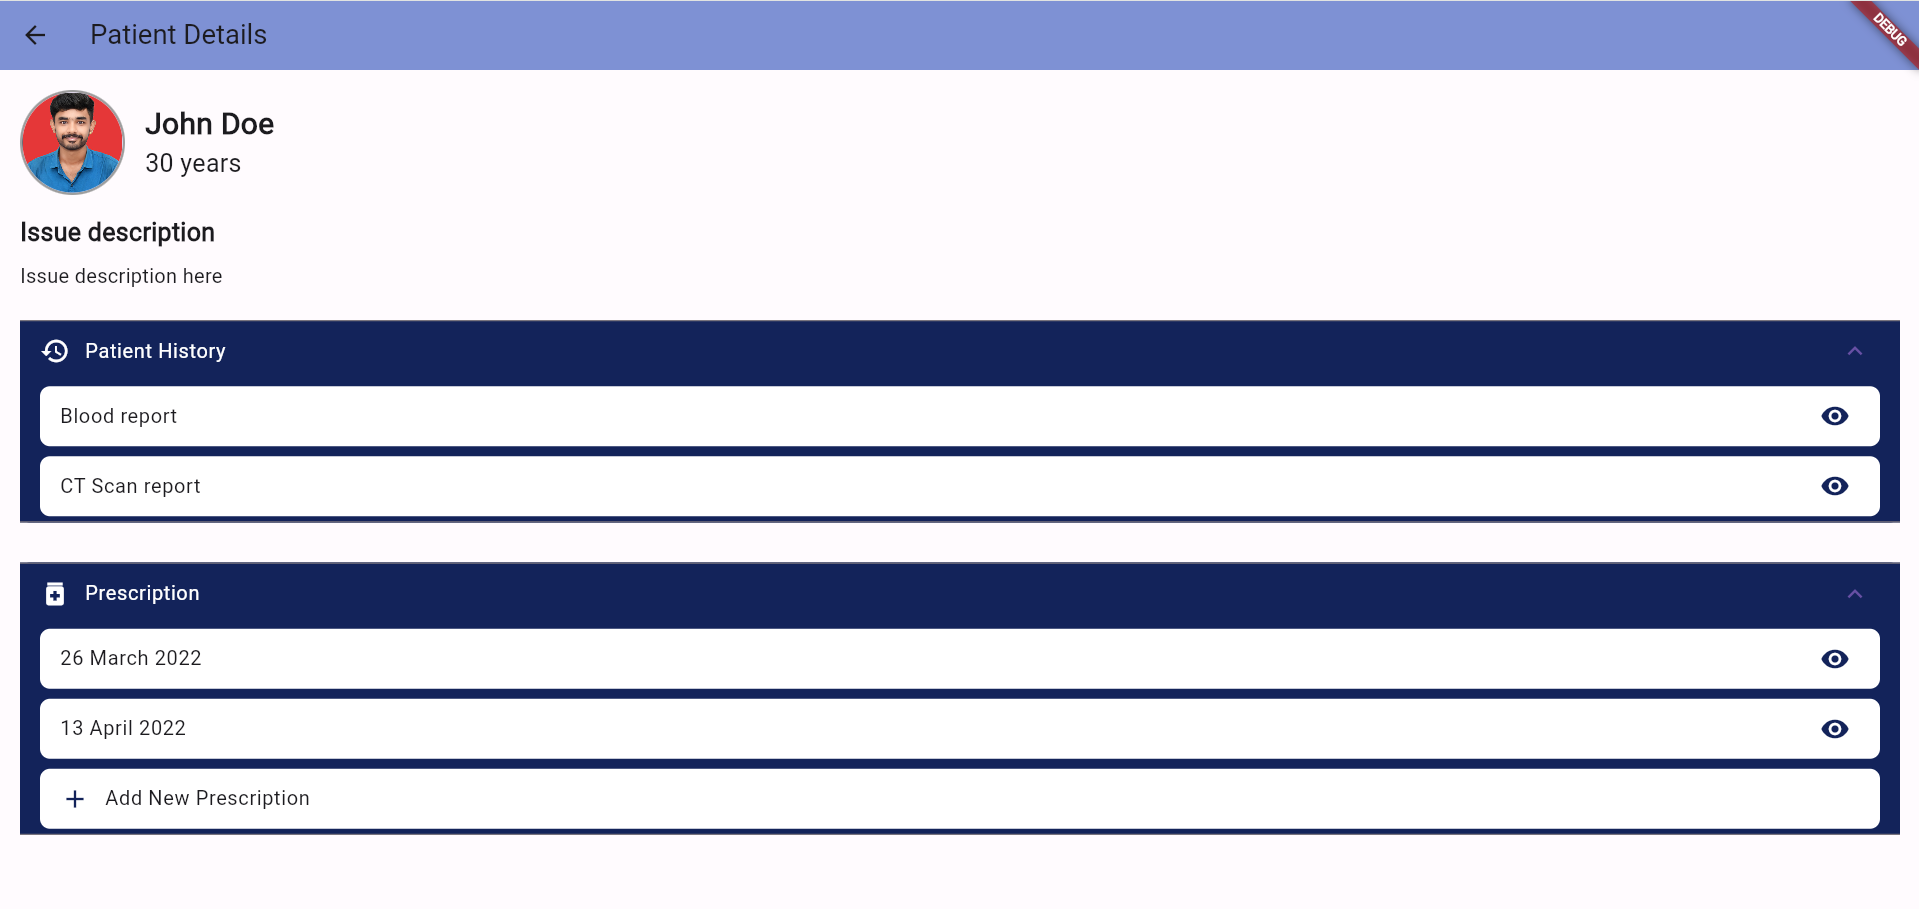 Patient Details
DEBUG
John Doe
30 years
Issue description
Issue description here
Patient History
Blood report
CT Scan report
Prescription
26 March 2022
13 April 2022
Add New Prescription